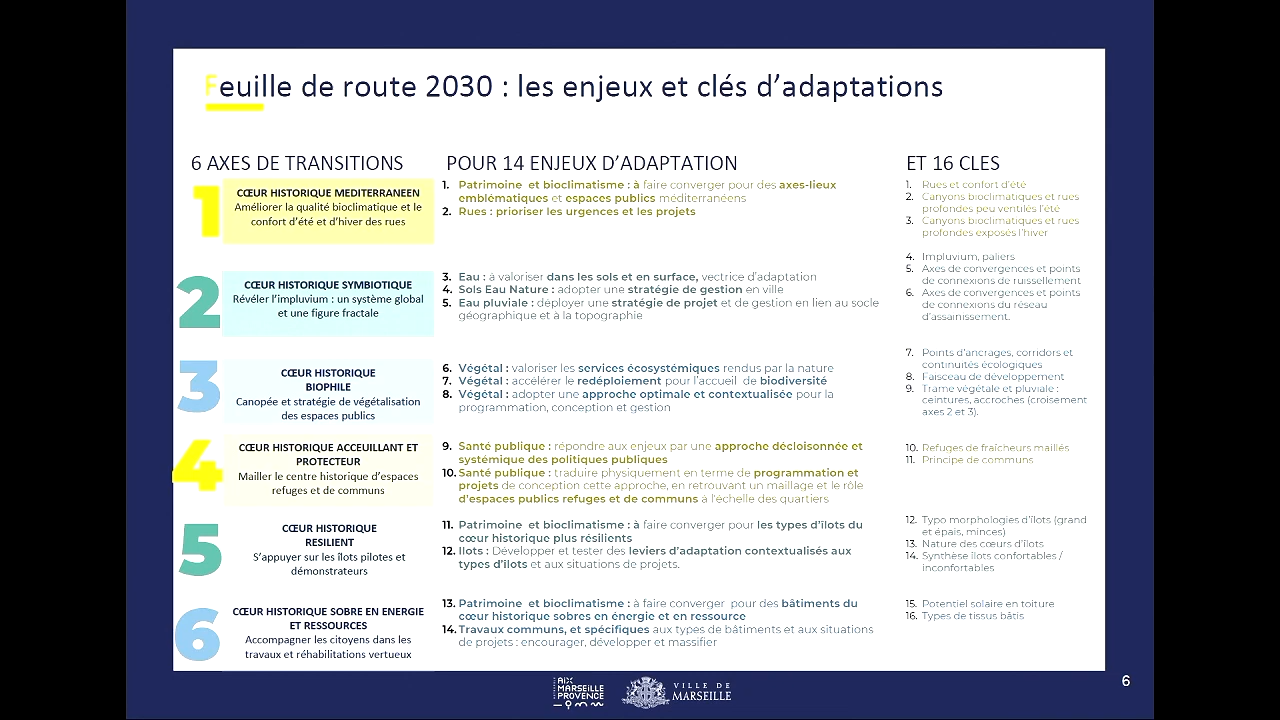 Feuille de route 2030 : les enjeux et clés d'adaptations
6 AXES DE TRANSITIONS
POUR 14 ENJEUX D'ADAPTATION
ET 16 CLES
1
CŒUR HISTORIQUE MEDITERRANEEN
Améliorer la qualité bioclimatique et le
confort d'été et d'hiver des rues
1. Patrimoine et bioclimatisme : à faire converger pour des axes-lieux
emblématiques et espaces publics méditerranéens
2. Rues : prioriser les urgences et les projets
1. Rues et confort d'été
2. Canyons bioclimatiques et rues
profondes peu ventilés l'été
3. Canyons bioclimatiques et rues
profondes exposés l'hiver
2
CŒUR HISTORIQUE SYMBIOTIQUE
Révéler l'impluvium : un système global
et une figure fractale
3. Eau : à valoriser dans les sols et en surface, vectrice d'adaptation
4. Sols Eau Nature : adopter une stratégie de gestion en ville
5. Eau pluviale : déployer une stratégie de projet et de gestion en lien au socle
géographique et à la topographie
4. Impluvium, paliers
5. Axes de convergences et points
de connexions de ruissellement
6. Axes de convergences et points
de connexions du réseau
d'assainissement.
3
CŒUR HISTORIQUE
BIOPHILE
Canopée et stratégie de végétalisation
des espaces publics
6. Végétal : valoriser les services écosystémiques rendus par la nature
7. Végétal : accélérer le redéploiement pour l'accueil de biodiversité
8. Végétal : adopter une approche optimale et contextualisée pour la
programmation, conception et gestion
7. Points d'ancrages, corridors et
continuités écologiques
8. Faisceau de développement
9. Trame végétale et pluviale :
ceintures, accroches (croisement
axes 2 et 3).
4
CŒUR HISTORIQUE ACCEUILLANT ET
PROTECTEUR
Mailler le centre historique d'espaces
refuges et de communs
9. Santé publique : répondre aux enjeux par une approche décloisonnée et
systémique des politiques publiques
10. Santé publique : traduire physiquement en terme de programmation et
projets de conception cette approche, en retrouvant un maillage et le rôle
d'espaces publics refuges et de communs à l'échelle des quartiers
10. Refuges de fraîcheurs maillés
11. Principe de communs
5
CŒUR HISTORIQUE
RESILIENT
S'appuyer sur les îlots pilotes et
démonstrateurs
11. Patrimoine et bioclimatisme : à faire converger pour les types d'îlots du
cœur historique plus résilients
12. Ilots : Développer et tester des leviers d'adaptation contextualisés aux
types d'îlots et aux situations de projets.
12. Typo morphologies d'îlots (grand
et épais, minces)
13. Nature des cœurs d'îlots
14. Synthèse îlots confortables /
inconfortables
6
CŒUR HISTORIQUE SOBRE EN ENERGIE
ET RESSOURCES
Accompagner les citoyens dans les
travaux et réhabilitations vertueux
13. Patrimoine et bioclimatisme : à faire converger pour des bâtiments du
cœur historique sobres en énergie et en ressource
14. Travaux communs, et spécifiques aux types de bâtiments et aux situations
de projets : encourager, développer et massifier
15. Potentiel solaire en toiture
16. Types de tissus bâtis
AIX
MARSEILLE
PROVENCE
VILLE DE
MARSEILLE
6